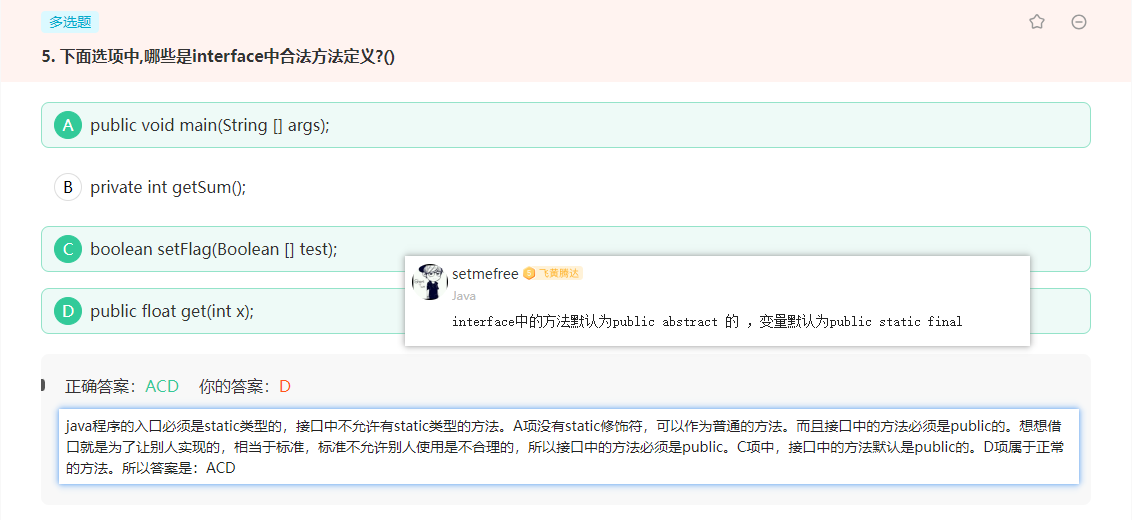 多选题
5. 下面选项中,哪些是interface中合法方法定义?()
A public void main(String [] args);
B private int getSum();
C boolean setFlag(Boolean [] test);
D public float get(int x);
setmefree 飞黄腾达
Java
interface中的方法默认为public abstract 的 ，变量默认为public static final
正确答案：ACD 你的答案：D
java程序的入口必须是static类型的，接口中不允许有static类型的方法。A项没有static修饰符，可以作为普通的方法。而且接口中的方法必须是public的。想想借
口就是为了让别人实现的，相当于标准，标准不允许别人使用是不合理的，所以接口中的方法必须是public。C项中，接口中的方法默认是public的。D项属于正常
的方法。所以答案是：ACD